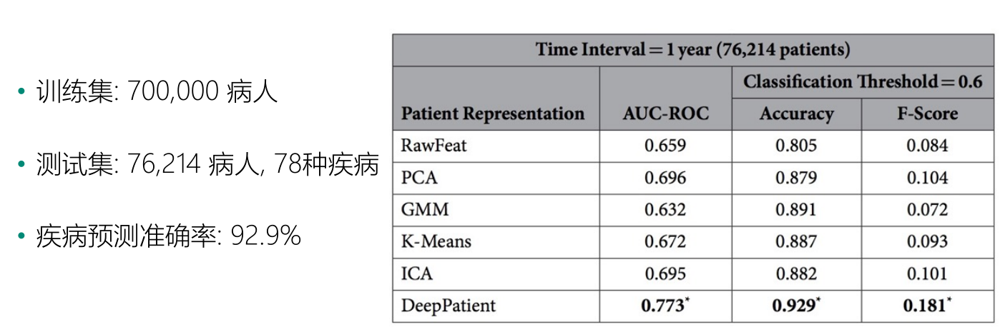 • 训练集: 700,000 病人
• 测试集: 76,214 病人, 78种疾病
• 疾病预测准确率: 92.9%
Time Interval = 1 year (76,214 patients)
Classification Threshold = 0.6
Patient Representation AUC-ROC Accuracy F-Score
RawFeat 0.659 0.805 0.084
PCA 0.696 0.879 0.104
GMM 0.632 0.891 0.072
K-Means 0.672 0.887 0.093
ICA 0.695 0.882 0.101
DeepPatient 0.773* 0.929* 0.181*